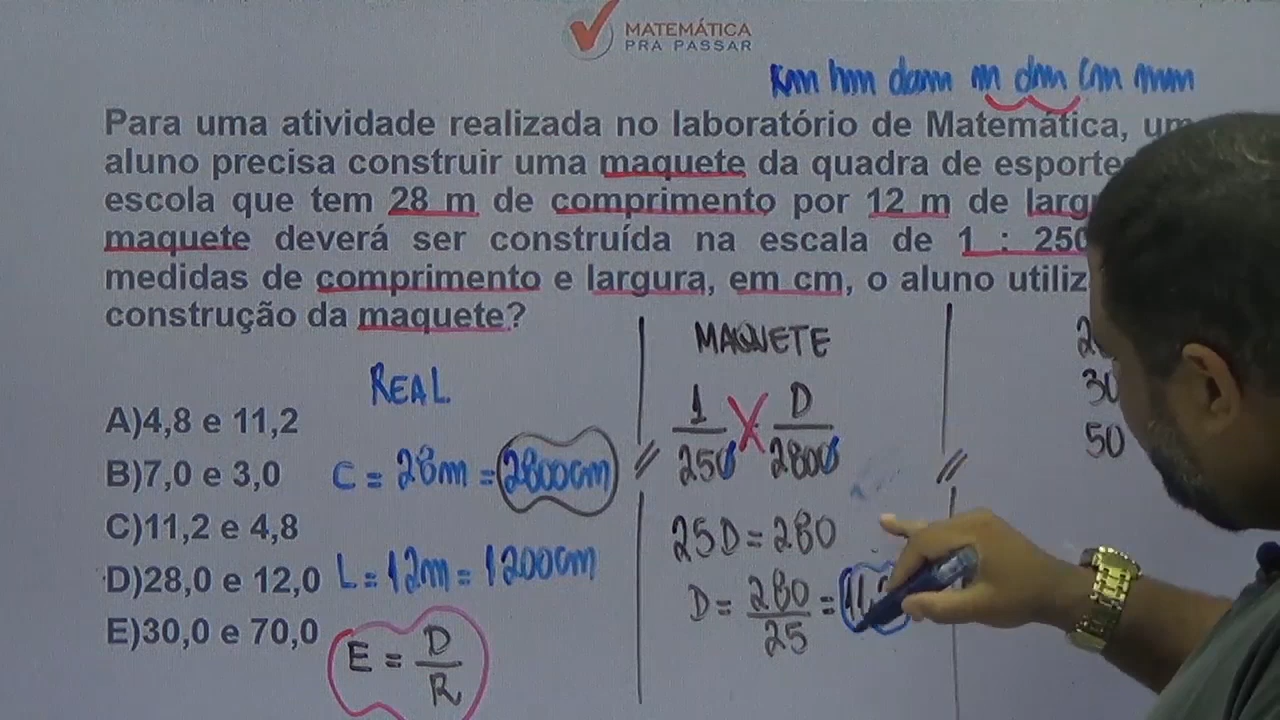 MATEMÁTICA
PRA PASSAR
Km hm dam m dm cm mm
Para uma atividade realizada no laboratório de Matemática, um
aluno precisa construir uma maquete da quadra de esportes
escola que tem 28 m de comprimento por 12 m de
maquete deverá ser construída na escala de 1 : 250
medidas de comprimento e largura, em cm, o aluno
construção da maquete?
A)4,8 e 11,2
B)7,0 e 3,0
C)11,2 e 4,8
D)28,0 e 12,0
E)30,0 e 70,0
REAL
C = 28m = 2800cm
L = 12m = 1200cm
E = D/R
MAQUETE
1/250 D/2800
25D = 280
D = 280/25 =
30
50